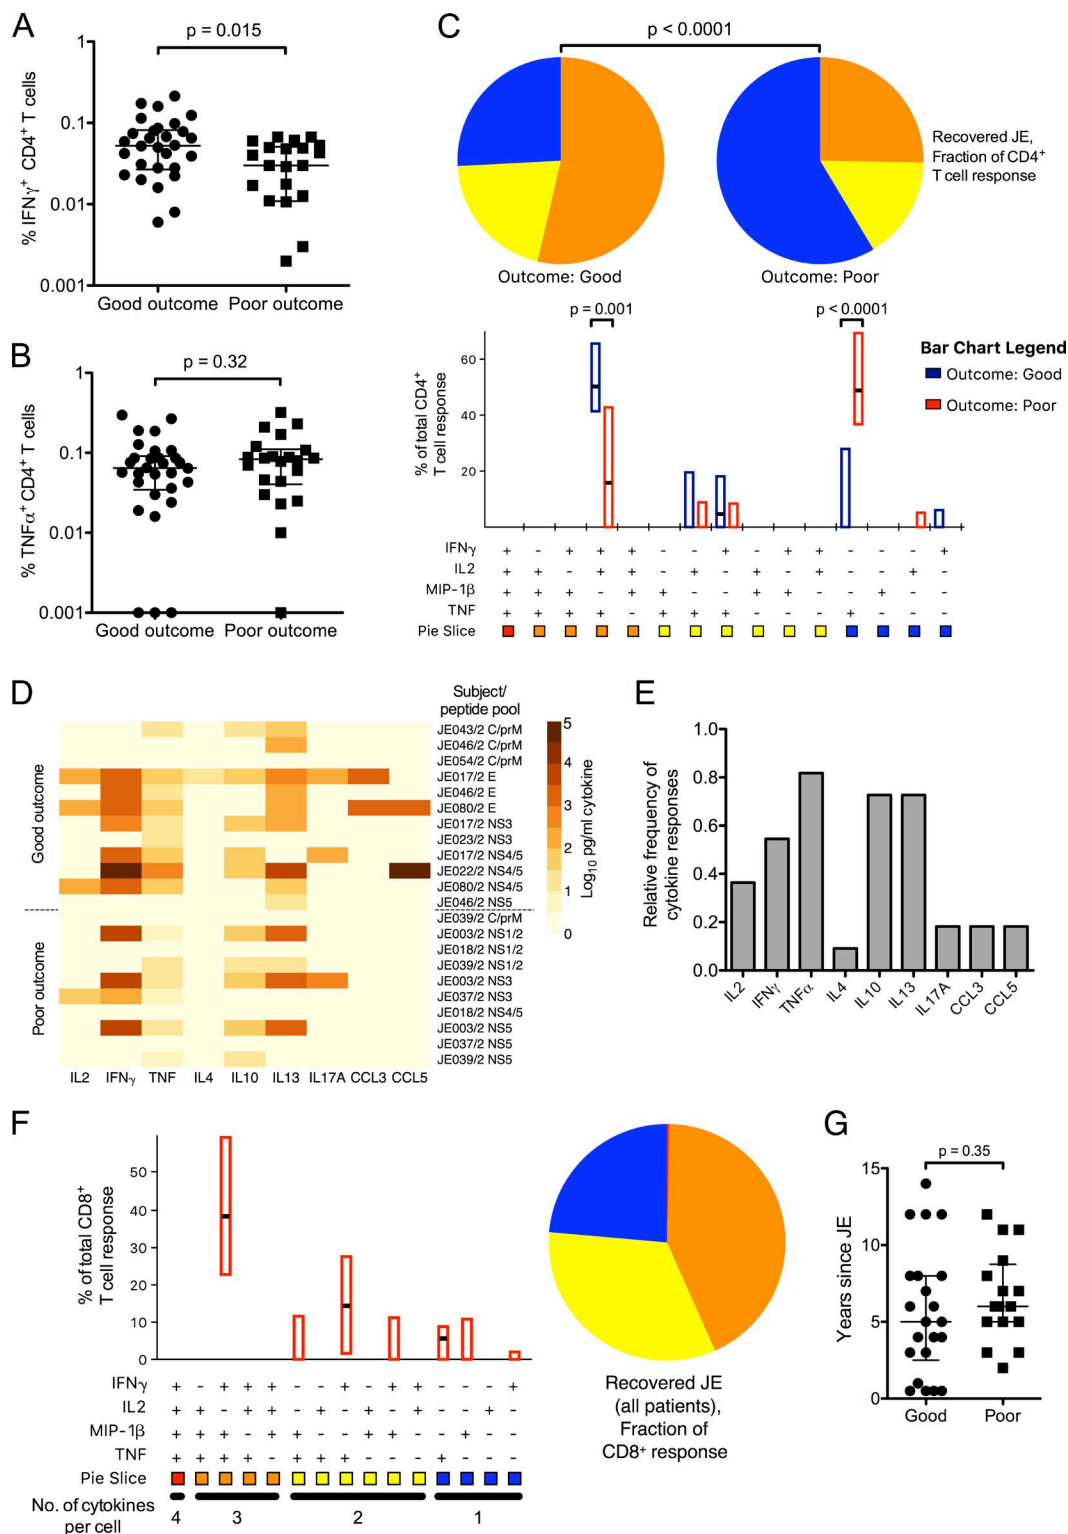 A
p = 0.015
% IFNγ⁺ CD4⁺ T cells
1
0.1
0.01
0.001
Good outcome Poor outcome
B
p = 0.32
% TNFα⁺ CD4⁺ T cells
1
0.1
0.01
0.001
Good outcome Poor outcome
C
p < 0.0001
Recovered JE,
Fraction of CD4⁺
T cell response
Outcome: Good
Outcome: Poor
p = 0.001
p < 0.0001
% of total CD4⁺
T cell response
60
40
20
Bar Chart Legend
Outcome: Good
Outcome: Poor
IFNγ + - + + + - - + - + + - - - +
IL2 + + - + + - + - + - + - - + -
MIP-1β + + + - + + - - + + - - + - -
TNF + + + + - + + + - - - + - - -
Pie Slice
D
Subject/
peptide pool
Good outcome
JE043/2 C/prM
JE046/2 C/prM
JE054/2 C/prM
JE017/2 E
JE046/2 E
JE080/2 E
JE017/2 NS3
JE023/2 NS3
JE017/2 NS4/5
JE022/2 NS4/5
JE080/2 NS4/5
JE046/2 NS5
Poor outcome
JE039/2 C/prM
JE003/2 NS1/2
JE018/2 NS1/2
JE039/2 NS1/2
JE003/2 NS3
JE037/2 NS3
JE018/2 NS4/5
JE003/2 NS5
JE037/2 NS5
JE039/2 NS5
IL2 IFNγ TNF IL4 IL10 IL13 IL17A CCL3 CCL5
5
4
3
2
1
0
Log₁₀ pg/ml cytokine
E
Relative frequency of
cytokine responses
1.0
0.8
0.6
0.4
0.2
0.0
IL2 IFNγ TNFα IL4 IL10 IL13 IL17A CCL3 CCL5
F
% of total CD8⁺
T cell response
50
40
30
20
10
0
IFNγ + - + + + - - + - + + - - - +
IL2 + + - + + - + - + - + - - + -
MIP-1β + + + - + + - - + + - - + - -
TNF + + + + - + + + - - - + - - -
Pie Slice
No. of cytokines
per cell
4 3 2 1
Recovered JE
(all patients),
Fraction of
CD8⁺ response
G
p = 0.35
Years since JE
15
10
5
0
Good Poor